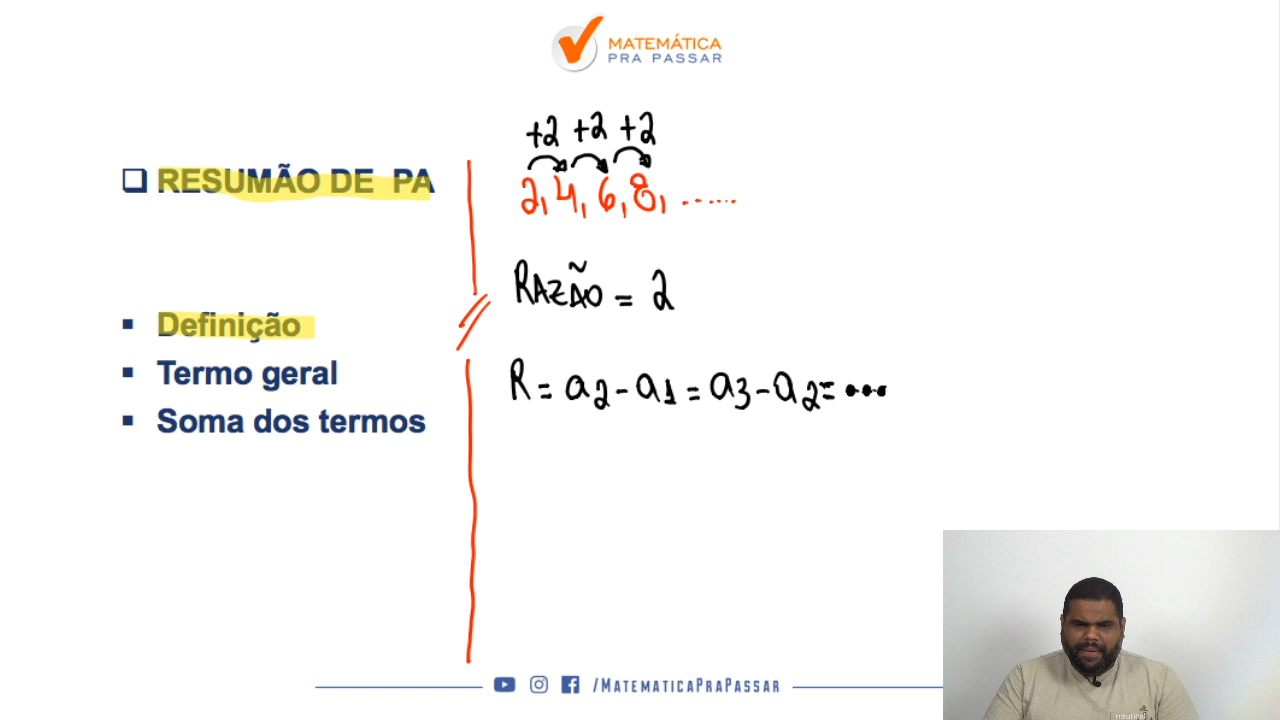 MATEMÁTICA
PRA PASSAR
RESUMÃO DE PA
Definição
Termo geral
Soma dos termos
+2 +2 +2
2, 4, 6, 8, ......
RAZÃO = 2
R = a2 - a1 = a3 - a2 = ...
/MATEMATICAPRAPASSAR
nautical